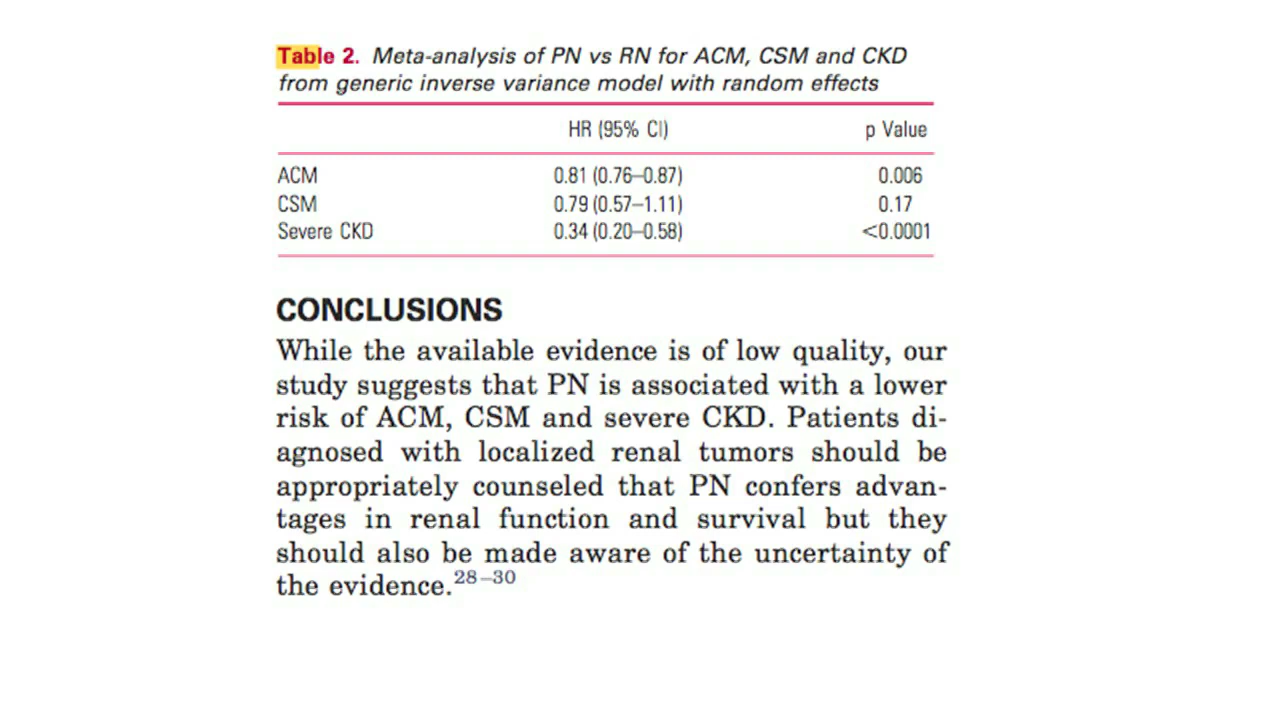 Table 2. Meta-analysis of PN vs RN for ACM, CSM and CKD
from generic inverse variance model with random effects
HR (95% CI) p Value
ACM 0.81 (0.76–0.87) 0.006
CSM 0.79 (0.57–1.11) 0.17
Severe CKD 0.34 (0.20–0.58) <0.0001
CONCLUSIONS
While the available evidence is of low quality, our
study suggests that PN is associated with a lower
risk of ACM, CSM and severe CKD. Patients di-
agnosed with localized renal tumors should be
appropriately counseled that PN confers advan-
tages in renal function and survival but they
should also be made aware of the uncertainty of
the evidence.28–30